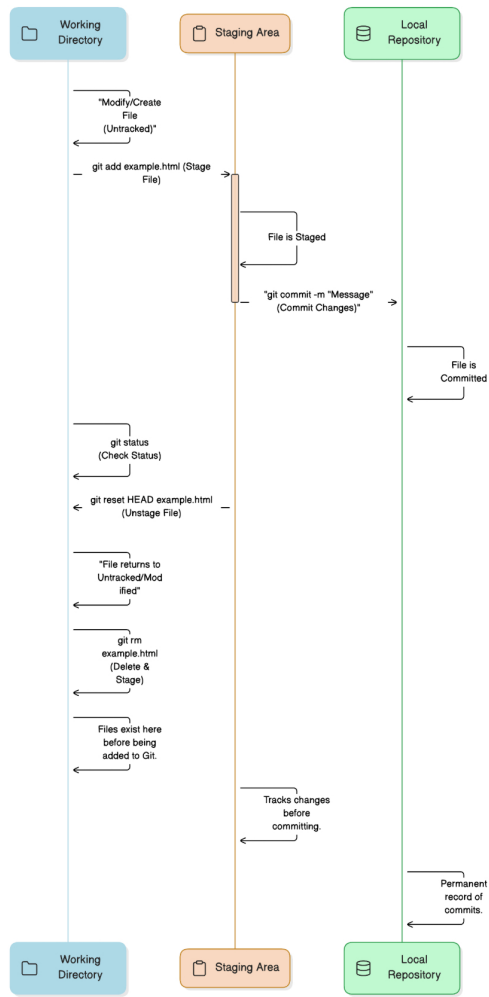 Working
Directory
Staging Area
Local
Repository
"Modify/Create
File
(Untracked)"
git add example.html (Stage
File)
File is Staged
"git commit -m "Message"
(Commit Changes)"
File is
Committed
git status
(Check Status)
git reset HEAD example.html
(Unstage File)
"File returns to
Untracked/Mod
ified"
git rm
example.html
(Delete &
Stage)
Files exist here
before being
added to Git.
Tracks changes
before
committing.
Permanent
record of
commits.
Working
Directory
Staging Area
Local
Repository